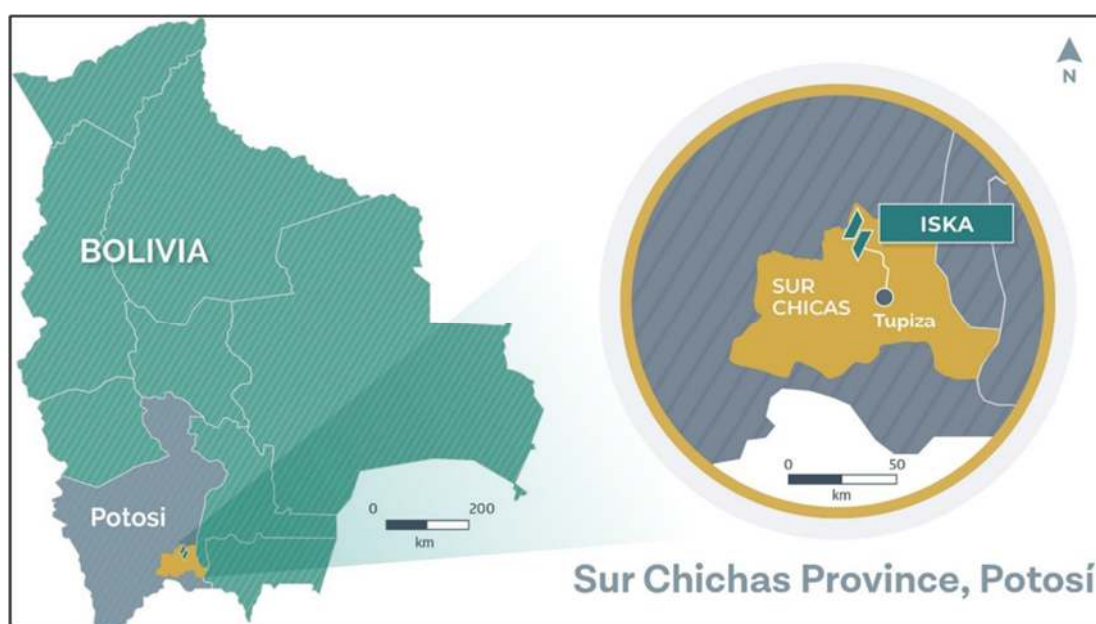 N
BOLIVIA
ISKA
SUR
CHICAS
Tupiza
0 50
km
Potosi
0 200
km
Sur Chichas Province, Potosí